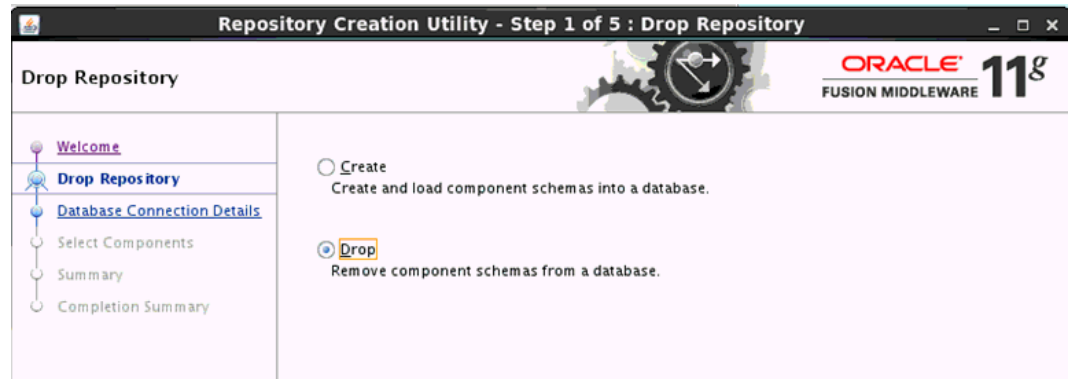 Repository Creation Utility - Step 1 of 5 : Drop Repository
Drop Repository
ORACLE
FUSION MIDDLEWARE
11g
Welcome
Drop Repository
Database Connection Details
Select Components
Summary
Completion Summary
Create
Create and load component schemas into a database.
Drop
Remove component schemas from a database.